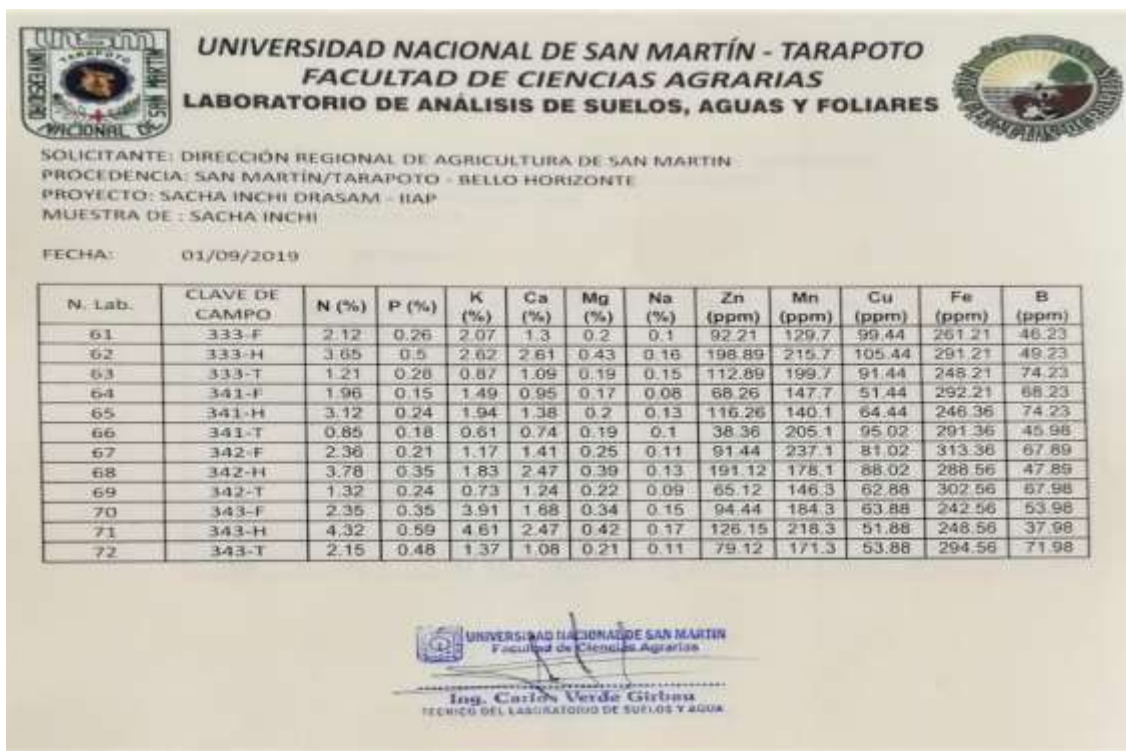 UNIVERSIDAD NACIONAL DE SAN MARTÍN - TARAPOTO
FACULTAD DE CIENCIAS AGRARIAS
LABORATORIO DE ANÁLISIS DE SUELOS, AGUAS Y FOLIARES
SOLICITANTE: DIRECCIÓN REGIONAL DE AGRICULTURA DE SAN MARTIN
PROCEDENCIA: SAN MARTÍN/TARAPOTO - BELLO HORIZONTE
PROYECTO: SACHA INCHI DRASAM - IIAP
MUESTRA DE : SACHA INCHI
FECHA: 01/09/2019
N. Lab. CLAVE DE CAMPO N (%) P (%) K (%) Ca (%) Mg (%) Na (%) Zn (ppm) Mn (ppm) Cu (ppm) Fe (ppm) B (ppm)
61 333-F 2.12 0.26 2.07 1.3 0.2 0.1 92.21 129.7 99.44 261.21 46.23
62 333-H 3.65 0.5 2.62 2.61 0.43 0.16 198.89 215.7 105.44 291.21 49.23
63 333-T 1.21 0.28 0.87 1.09 0.19 0.15 112.89 199.7 91.44 248.21 74.23
64 341-F 1.96 0.15 1.49 0.95 0.17 0.08 68.26 147.7 51.44 292.21 68.23
65 341-H 3.12 0.24 1.94 1.38 0.2 0.13 116.26 140.1 64.44 246.36 74.23
66 341-T 0.85 0.18 0.61 0.74 0.19 0.1 38.36 205.1 95.02 291.36 45.98
67 342-F 2.36 0.21 1.17 1.41 0.25 0.11 91.44 237.1 81.02 313.36 67.89
68 342-H 3.78 0.35 1.83 2.47 0.39 0.13 191.12 178.1 88.02 288.56 47.89
69 342-T 1.32 0.24 0.73 1.24 0.22 0.09 65.12 146.3 62.88 302.56 67.98
70 343-F 2.35 0.35 3.91 1.68 0.34 0.15 94.44 184.3 63.88 242.56 53.98
71 343-H 4.32 0.59 4.61 2.47 0.42 0.17 126.15 218.3 51.88 248.56 37.98
72 343-T 2.15 0.48 1.37 1.08 0.21 0.11 79.12 171.3 53.88 294.56 71.98
UNIVERSIDAD NACIONAL DE SAN MARTIN
Facultad de Ciencias Agrarias
Ing. Carlos Verde Girbau
TECNICO DEL LABORATORIO DE SUELOS Y AGUA